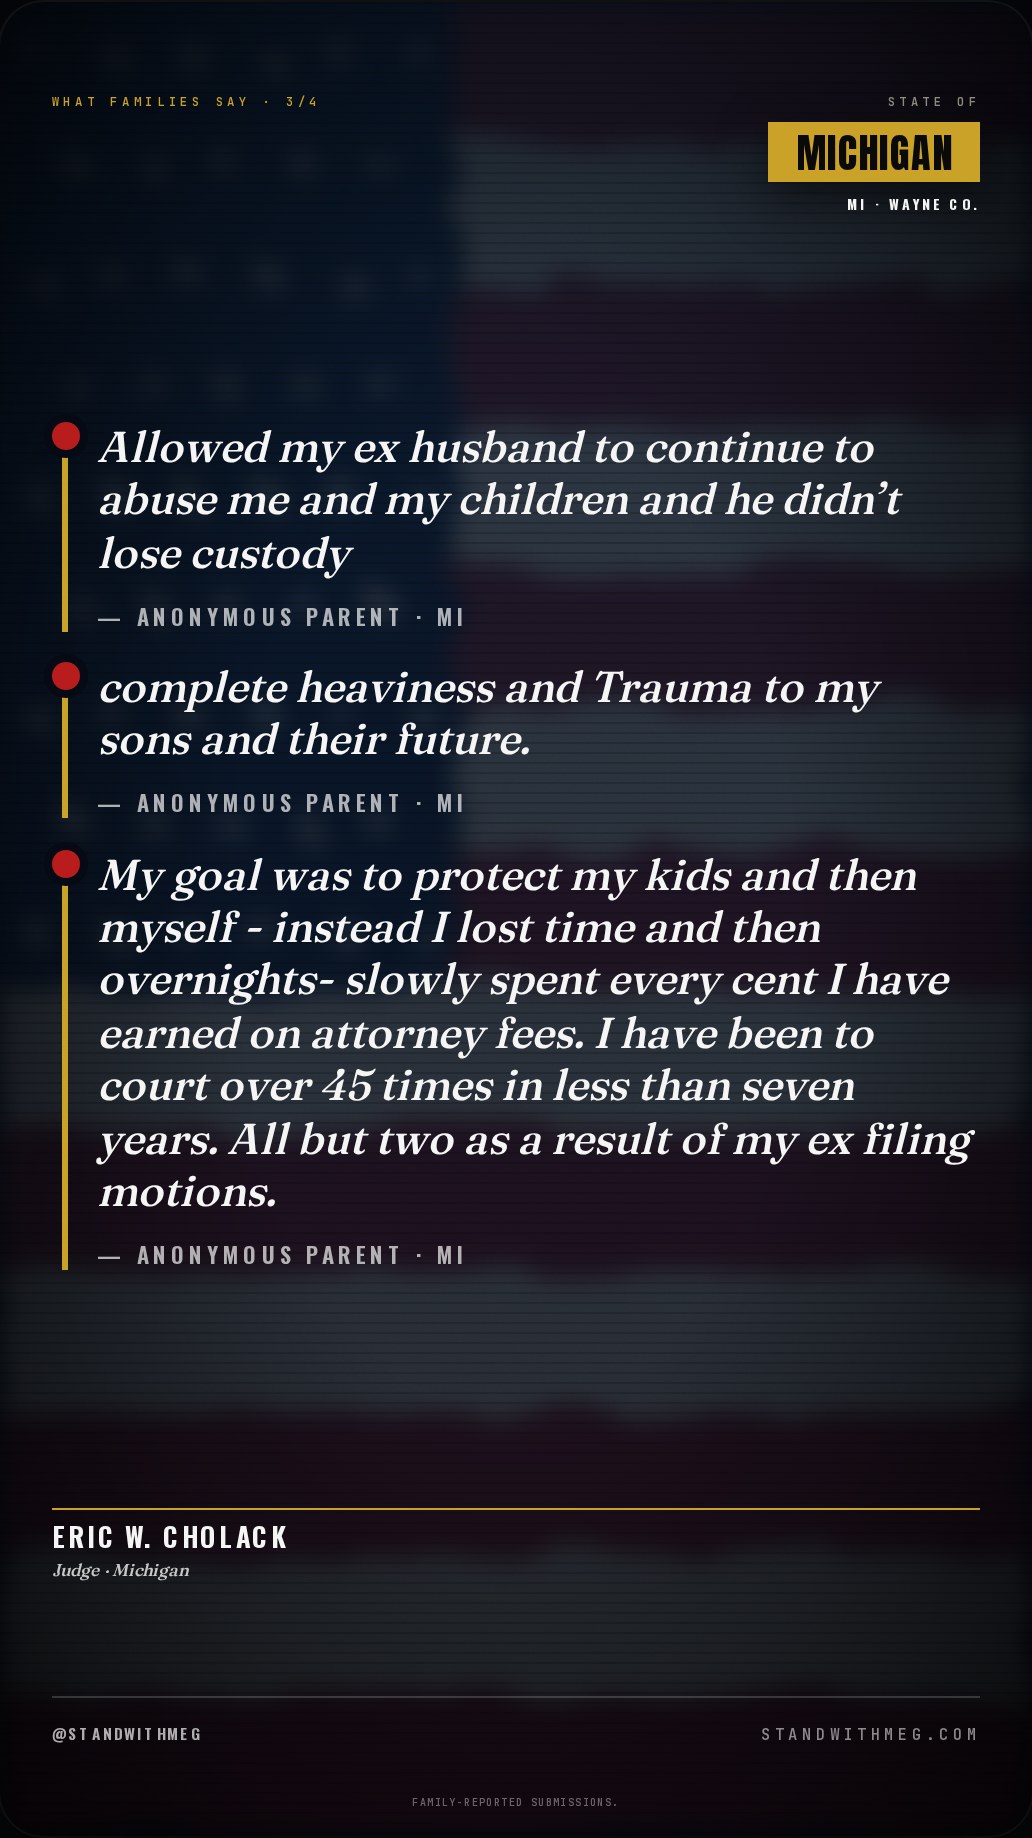 WHAT FAMILIES SAY · 3/4
STATE OF
MICHIGAN
MI · WAYNE CO.
Allowed my ex husband to continue to
abuse me and my children and he didn’t
lose custody
— ANONYMOUS PARENT · MI
complete heaviness and Trauma to my
sons and their future.
— ANONYMOUS PARENT · MI
My goal was to protect my kids and then
myself - instead I lost time and then
overnights- slowly spent every cent I have
earned on attorney fees. I have been to
court over 45 times in less than seven
years. All but two as a result of my ex filing
motions.
— ANONYMOUS PARENT · MI
ERIC W. CHOLACK
Judge · Michigan
@STANDWITHMEG
STANDWITHMEG.COM
FAMILY-REPORTED SUBMISSIONS.